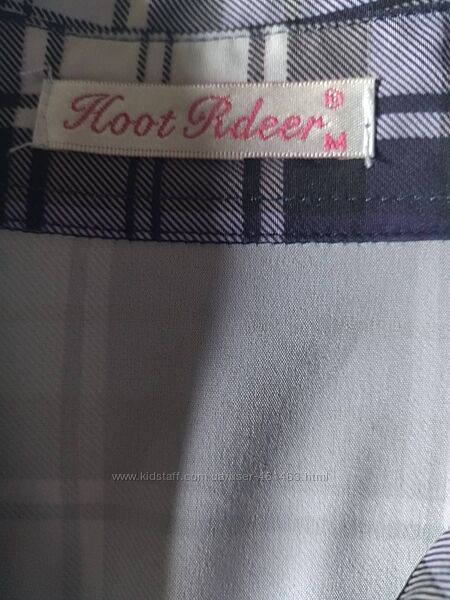 Hoot Rdeer
M
www.kidstaff.com.ua/user-461463.html